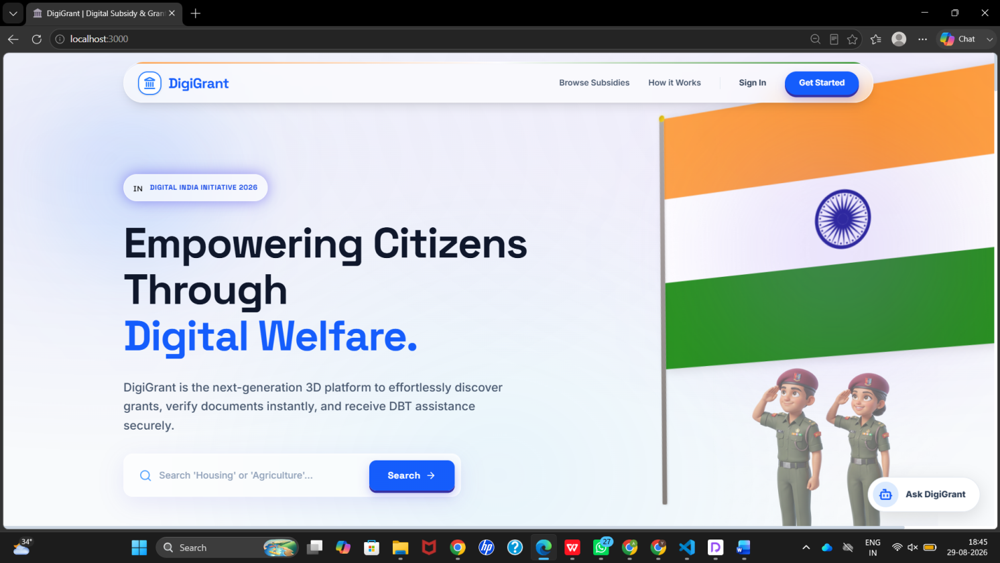 DigiGrant | Digital Subsidy & Gran
localhost:3000
Chat
DigiGrant
Browse Subsidies
How it Works
Sign In
Get Started
IN DIGITAL INDIA INITIATIVE 2026
Empowering Citizens
Through
Digital Welfare.
DigiGrant is the next-generation 3D platform to effortlessly discover
grants, verify documents instantly, and receive DBT assistance
securely.
Search 'Housing' or 'Agriculture'...
Search
Ask DigiGrant
34°
Search
27
ENG
IN
18:45
29-08-2026